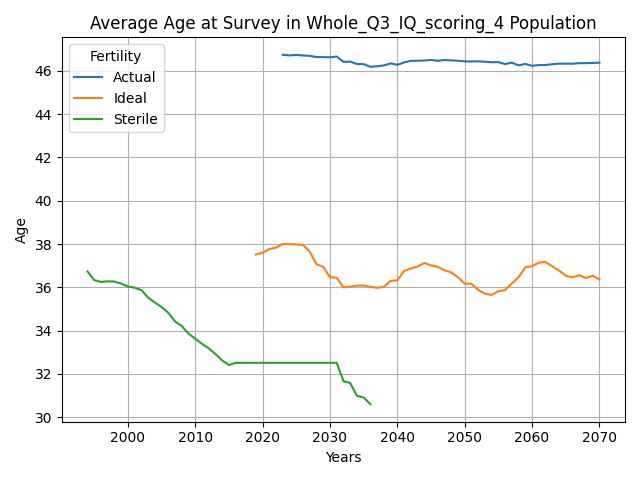 Average Age at Survey in Whole_Q3_IQ_scoring_4 Population
Fertility
Actual
Ideal
Sterile
Age
46
44
42
40
38
36
34
32
30
2000
2010
2020
2030
2040
2050
2060
2070
Years